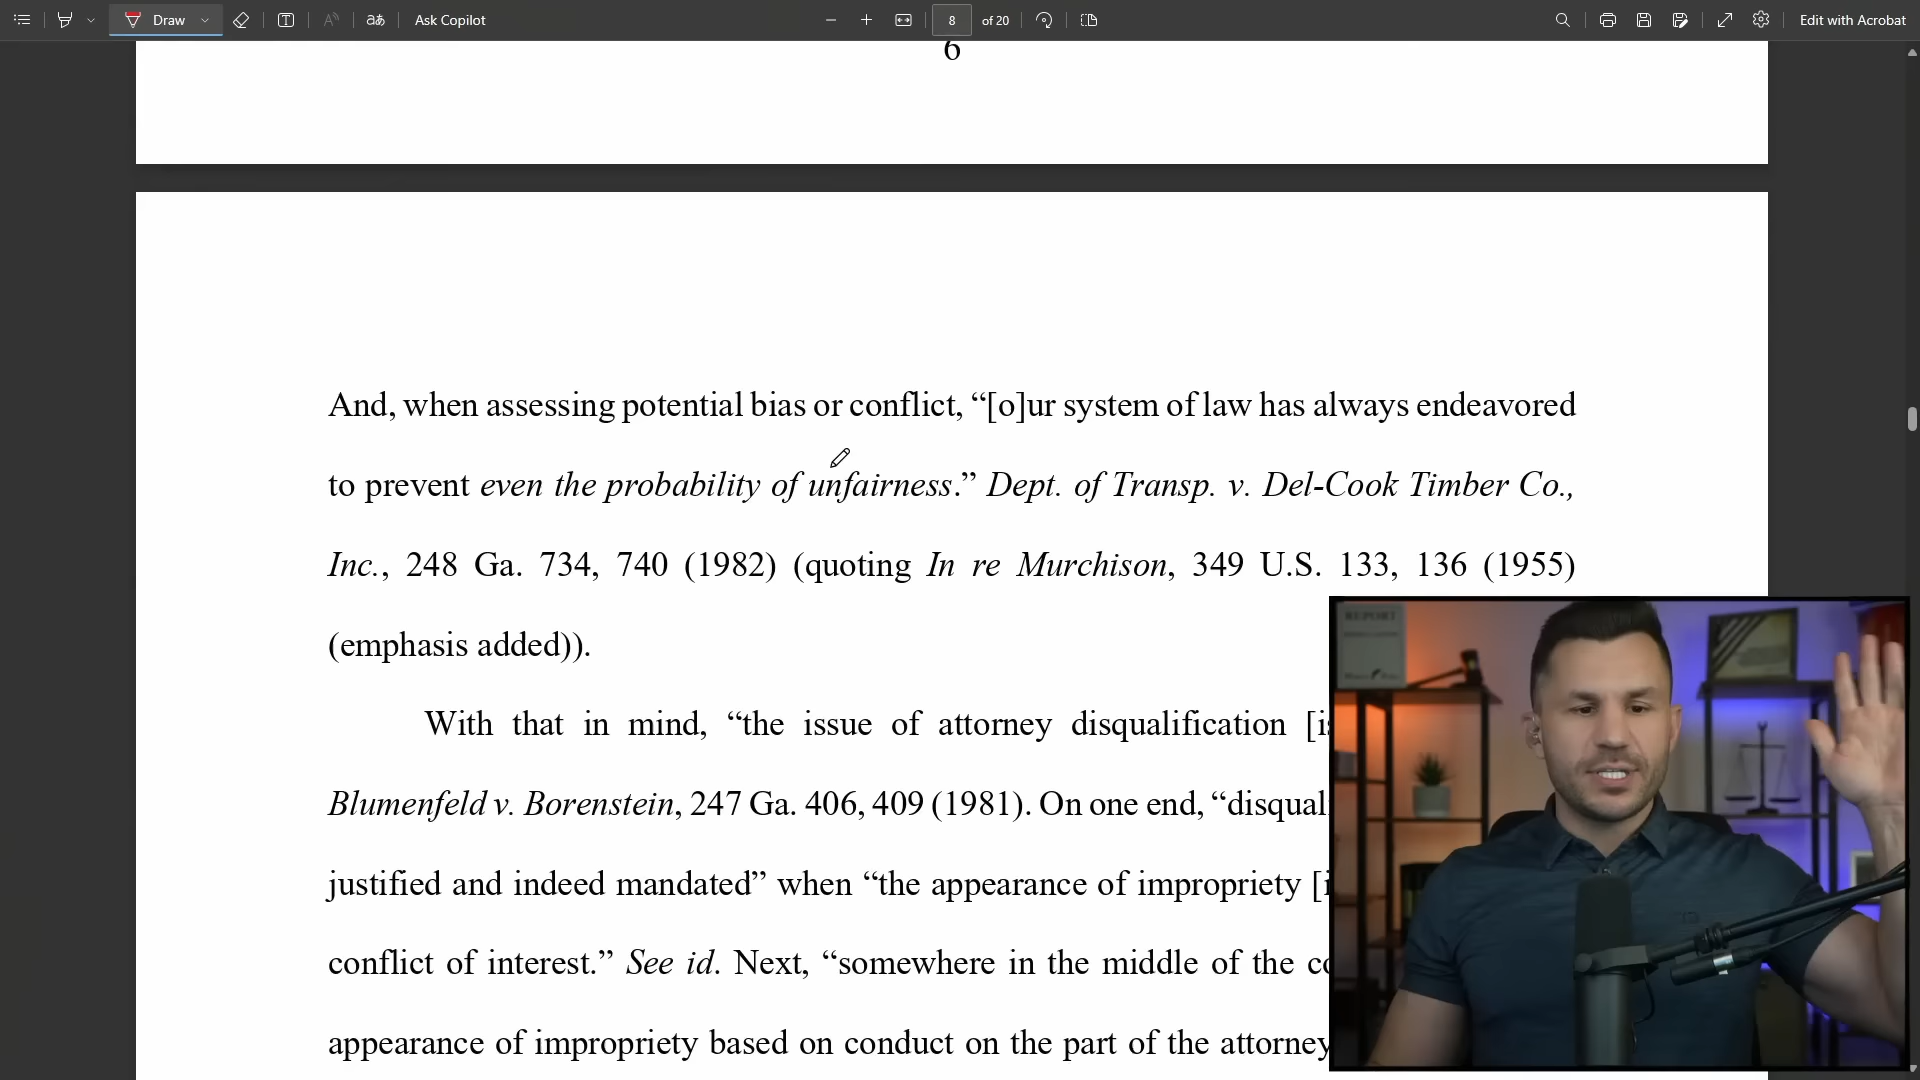 Draw
aあ
Ask Copilot
8 of 20
Edit with Acrobat
6
And, when assessing potential bias or conflict, “[o]ur system of law has always endeavored
to prevent even the probability of unfairness.” Dept. of Transp. v. Del-Cook Timber Co.,
Inc., 248 Ga. 734, 740 (1982) (quoting In re Murchison, 349 U.S. 133, 136 (1955)
(emphasis added)).
With that in mind, “the issue of attorney disqualification [is
Blumenfeld v. Borenstein, 247 Ga. 406, 409 (1981). On one end, “disqual
justified and indeed mandated” when “the appearance of impropriety [i
conflict of interest.” See id. Next, “somewhere in the middle of the co
appearance of impropriety based on conduct on the part of the attorney
REPORT